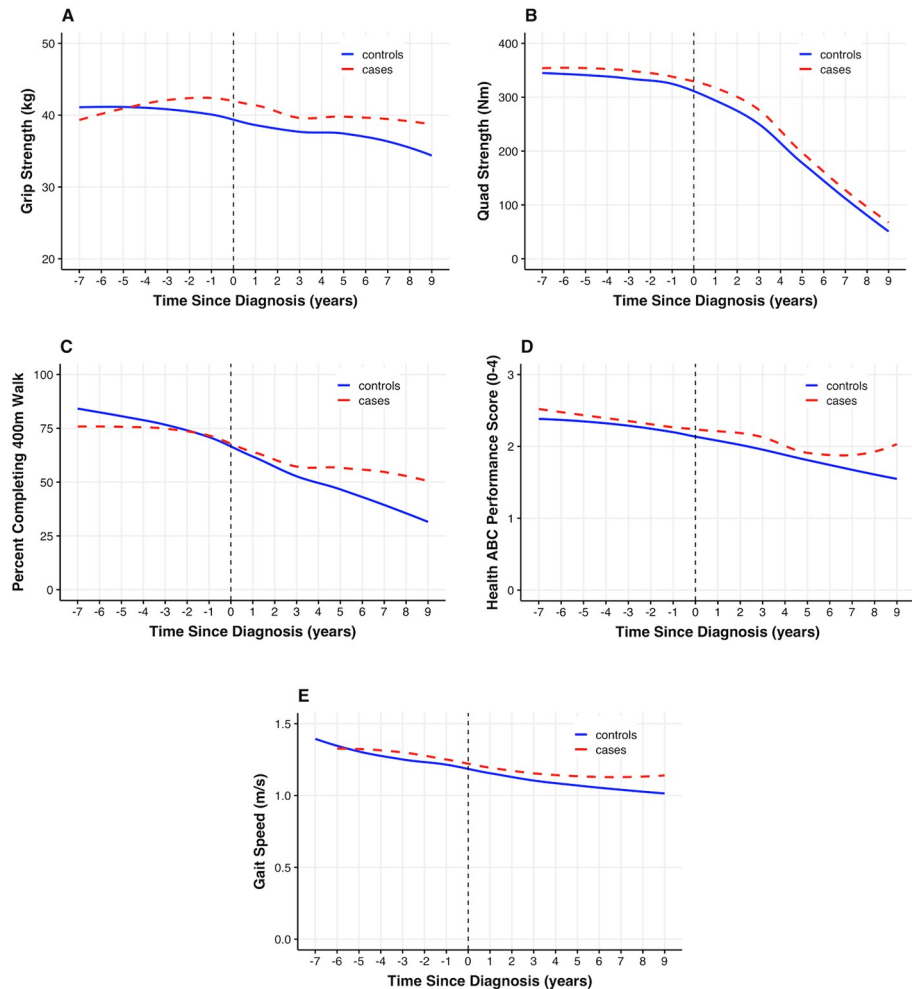 A
50
40
30
20
Grip Strength (kg)
controls
cases
-7 -6 -5 -4 -3 -2 -1 0 1 2 3 4 5 6 7 8 9
Time Since Diagnosis (years)
B
400
300
200
100
0
Quad Strength (Nm)
controls
cases
-7 -6 -5 -4 -3 -2 -1 0 1 2 3 4 5 6 7 8 9
Time Since Diagnosis (years)
C
100
75
50
25
0
Percent Completing 400m Walk
controls
cases
-7 -6 -5 -4 -3 -2 -1 0 1 2 3 4 5 6 7 8 9
Time Since Diagnosis (years)
D
3
2
1
0
Health ABC Performance Score (0-4)
controls
cases
-7 -6 -5 -4 -3 -2 -1 0 1 2 3 4 5 6 7 8 9
Time Since Diagnosis (years)
E
1.5
1.0
0.5
0.0
Gait Speed (m/s)
controls
cases
-7 -6 -5 -4 -3 -2 -1 0 1 2 3 4 5 6 7 8 9
Time Since Diagnosis (years)